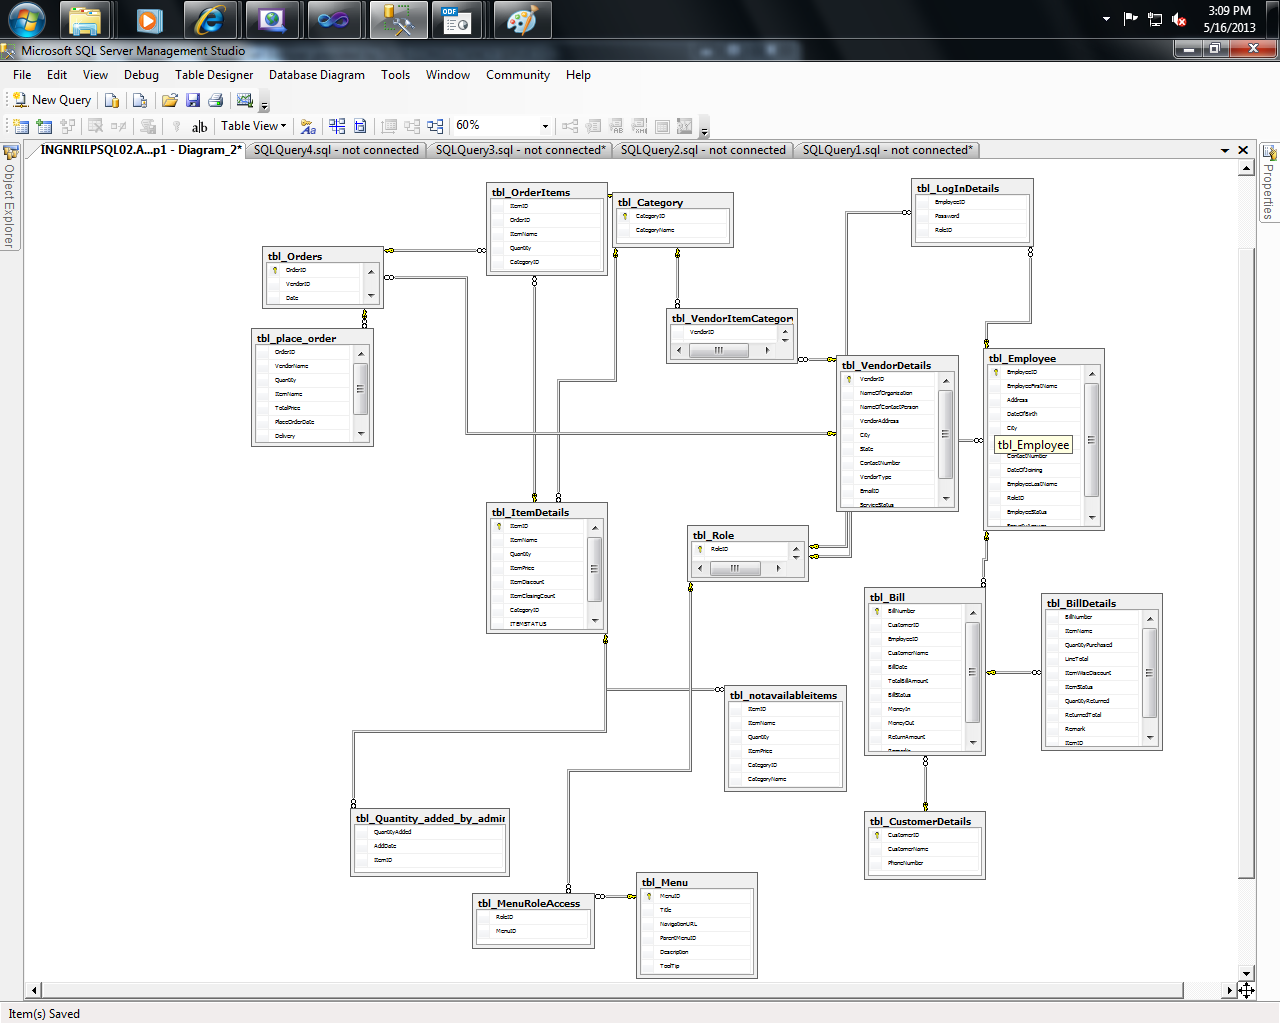 3:09 PM
5/16/2013
Microsoft SQL Server Management Studio
File Edit View Debug Table Designer Database Diagram Tools Window Community Help
New Query
Table View 60%
INGNRILPSQL02.A...p1 - Diagram_2* SQLQuery4.sql - not connected SQLQuery3.sql - not connected* SQLQuery2.sql - not connected SQLQuery1.sql - not connected*
Object Explorer
Properties
tbl_OrderItems
ItemID
OrderID
ItemName
Quantity
CategoryID
tbl_Category
CategoryID
CategoryName
tbl_LogInDetails
EmployeeID
Password
RoleID
tbl_Orders
OrderID
VendorID
Date
tbl_place_order
OrderID
VendorName
Quantity
ItemName
TotalPrice
PlaceOrderDate
Delivery
tbl_VendorItemCategory
VendorID
tbl_VendorDetails
VendorID
NameOfOrganisation
NameOfContactPerson
VendorAddress
City
State
ContactNumber
VendorType
EmailID
ServiceStatus
tbl_Employee
EmployeeID
EmployeeFirstName
Address
DateOfBirth
City
tbl_Employee
ContactNumber
DateOfJoining
EmployeeLastName
RoleID
EmployeeStatus
tbl_ItemDetails
ItemID
ItemName
Quantity
ItemPrice
ItemDiscount
ItemClosingCount
CategoryID
ITEMSTATUS
tbl_Role
RoleID
tbl_Bill
BillNumber
CustomerID
EmployeeID
CustomerName
BillDate
TotalBillAmount
BillStatus
MoneyIn
MoneyOut
ReturnAmount
Remarks
tbl_BillDetails
BillNumber
ItemName
QuantityPurchased
LineTotal
ItemWiseDiscount
ItemStatus
QuantityReturned
ReturnedTotal
Remark
ItemID
tbl_notavailableitems
ItemID
ItemName
Quantity
ItemPrice
CategoryID
CategoryName
tbl_Quantity_added_by_admin
QuantityAdded
AddDate
ItemID
tbl_CustomerDetails
CustomerID
CustomerName
PhoneNumber
tbl_MenuRoleAccess
RoleID
MenuID
tbl_Menu
MenuID
Title
NavigationURL
ParentMenuID
Description
ToolTip
Item(s) Saved